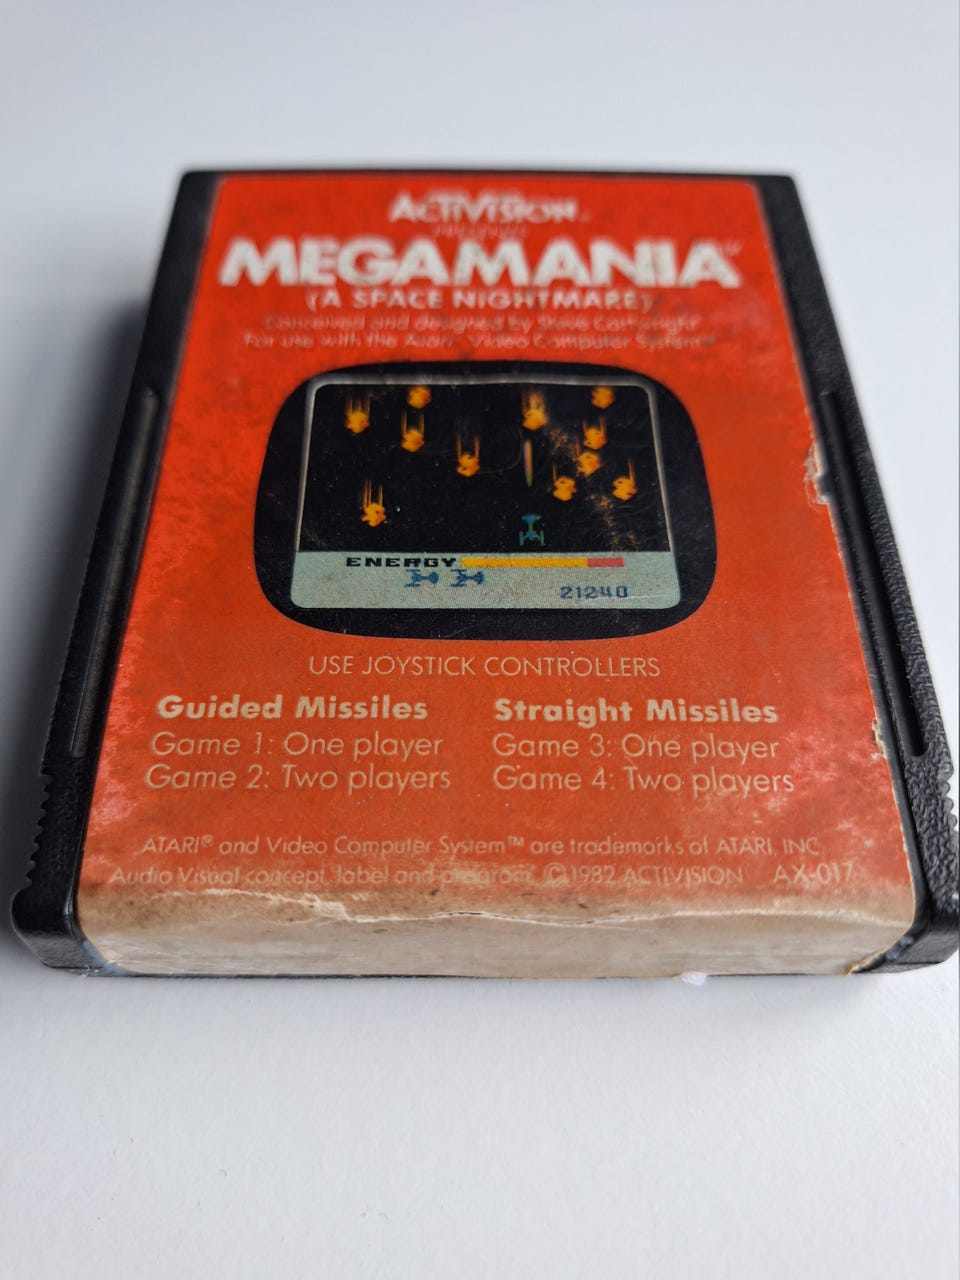 ACTIVISION
PRESENTS
MEGAMANIA™
(A SPACE NIGHTMARE)
Conceived and designed by Steve Cartwright
For use with the Atari® Video Computer System™
ENERGY
21240
USE JOYSTICK CONTROLLERS
Guided Missiles
Game 1: One player
Game 2: Two players
Straight Missiles
Game 3: One player
Game 4: Two players
ATARI® and Video Computer System™ are trademarks of ATARI, INC.
Audio Visual concept, label and program ©1982 ACTIVISION AX-017